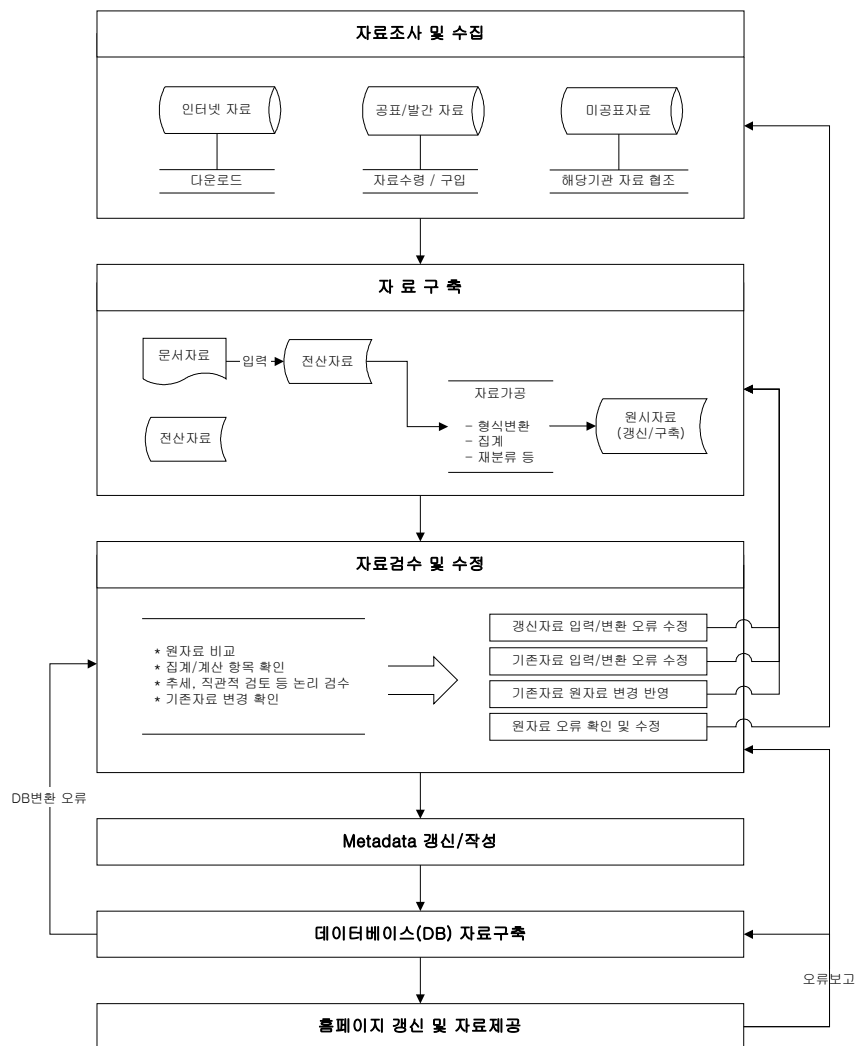 자료조사 및 수집
인터넷 자료
공표/발간 자료
미공표자료
다운로드
자료수령 / 구입
해당기관 자료 협조
자 료 구 축
문서자료
입력
전산자료
자료가공
- 형식변환
- 집계
- 재분류 등
원시자료
(갱신/구축)
전산자료
자료검수 및 수정
* 원자료 비교
* 집계/계산 항목 확인
* 추세, 직관적 검토 등 논리 검수
* 기존자료 변경 확인
갱신자료 입력/변환 오류 수정
기존자료 입력/변환 오류 수정
기존자료 원자료 변경 반영
원자료 오류 확인 및 수정
DB변환 오류
Metadata 갱신/작성
데이터베이스(DB) 자료구축
오류보고
홈페이지 갱신 및 자료제공